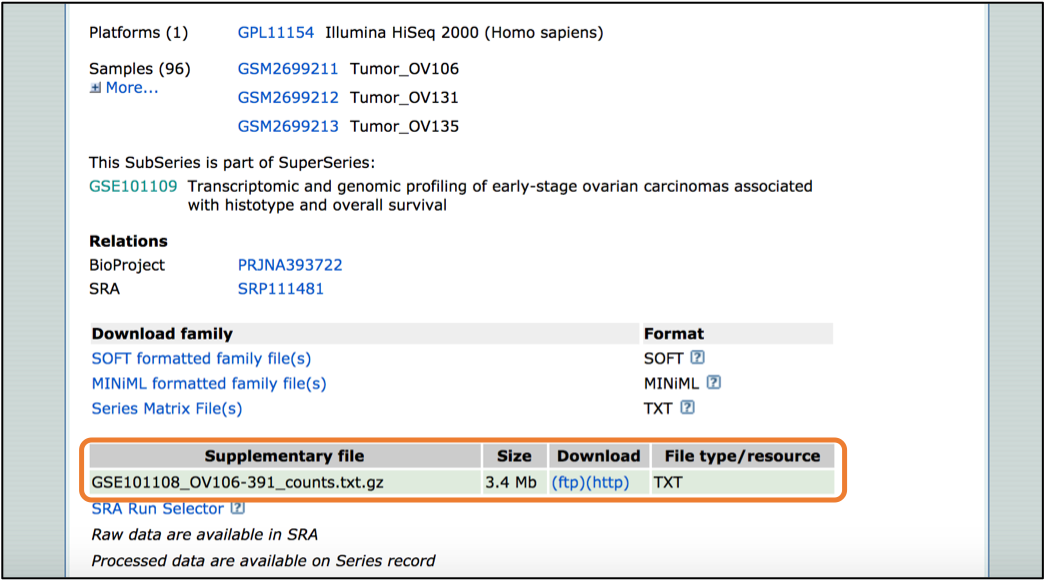 Platforms (1) GPL11154 Illumina HiSeq 2000 (Homo sapiens)
Samples (96) GSM2699211 Tumor_OV106
More... GSM2699212 Tumor_OV131
GSM2699213 Tumor_OV135
This SubSeries is part of SuperSeries:
GSE101109 Transcriptomic and genomic profiling of early-stage ovarian carcinomas associated
with histotype and overall survival
Relations
BioProject PRJNA393722
SRA SRP111481
Download family Format
SOFT formatted family file(s) SOFT ?
MINiML formatted family file(s) MINiML ?
Series Matrix File(s) TXT ?
Supplementary file Size Download File type/resource
GSE101108_OV106-391_counts.txt.gz 3.4 Mb (ftp)(http) TXT
SRA Run Selector ?
Raw data are available in SRA
Processed data are available on Series record